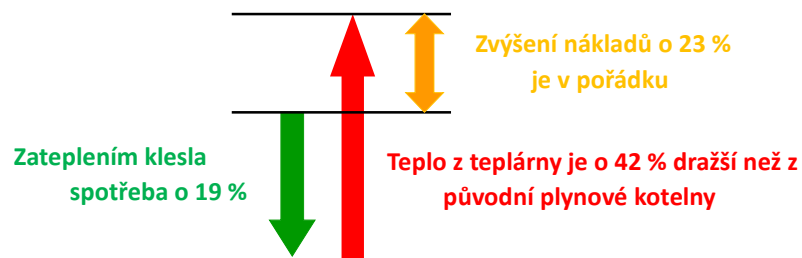 Zvýšení nákladů o 23 %
je v pořádku
Zateplením klesla
spotřeba o 19 %
Teplo z teplárny je o 42 % dražší než z
původní plynové kotelny